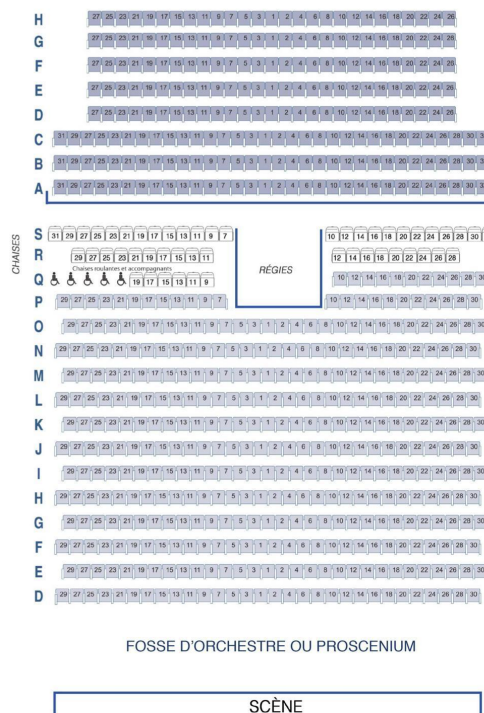 H 27 25 23 21 19 17 15 13 11 9 7 5 3 1 2 4 6 8 10 12 14 16 18 20 22 24 26
G 27 25 23 21 19 17 15 13 11 9 7 5 3 1 2 4 6 8 10 12 14 16 18 20 22 24 26
F 27 25 23 21 19 17 15 13 11 9 7 5 3 1 2 4 6 8 10 12 14 16 18 20 22 24 26
E 27 25 23 21 19 17 15 13 11 9 7 5 3 1 2 4 6 8 10 12 14 16 18 20 22 24 26
D 27 25 23 21 19 17 15 13 11 9 7 5 3 1 2 4 6 8 10 12 14 16 18 20 22 24 26
C 31 29 27 25 23 21 19 17 15 13 11 9 7 5 3 1 2 4 6 8 10 12 14 16 18 20 22 24 26 28 30
B 31 29 27 25 23 21 19 17 15 13 11 9 7 5 3 1 2 4 6 8 10 12 14 16 18 20 22 24 26 28 30
A 31 29 27 25 23 21 19 17 15 13 11 9 7 5 3 1 2 4 6 8 10 12 14 16 18 20 22 24 26 28 30
CHAISES
S 31 29 27 25 23 21 19 17 15 13 11 9 7 10 12 14 16 18 20 22 24 26 28 30
R 29 27 25 23 21 19 17 15 13 11 12 14 16 18 20 22 24 26 28
Chaises roulances et accompagnants
RÉGIES
Q 19 17 15 13 11 9 10 12 14 16 18 20 22 24 26 28 30
P 29 27 25 23 21 19 17 15 13 11 9 7 10 12 14 16 18 20 22 24 26 28 30
O 29 27 25 23 21 19 17 15 13 11 9 7 5 3 1 2 4 6 8 10 12 14 16 18 20 22 24 26 28 30
N 29 27 25 23 21 19 17 15 13 11 9 7 5 3 1 2 4 6 8 10 12 14 16 18 20 22 24 26 28 30
M 29 27 25 23 21 19 17 15 13 11 9 7 5 3 1 2 4 6 8 10 12 14 16 18 20 22 24 26 28 30
L 29 27 25 23 21 19 17 15 13 11 9 7 5 3 1 2 4 6 8 10 12 14 16 18 20 22 24 26 28 30
K 29 27 25 23 21 19 17 15 13 11 9 7 5 3 1 2 4 6 8 10 12 14 16 18 20 22 24 26 28 30
J 29 27 25 23 21 19 17 15 13 11 9 7 5 3 1 2 4 6 8 10 12 14 16 18 20 22 24 26 28 30
I 29 27 25 23 21 19 17 15 13 11 9 7 5 3 1 2 4 6 8 10 12 14 16 18 20 22 24 26 28 30
H 29 27 25 23 21 19 17 15 13 11 9 7 5 3 1 2 4 6 8 10 12 14 16 18 20 22 24 26 28 30
G 29 27 25 23 21 19 17 15 13 11 9 7 5 3 1 2 4 6 8 10 12 14 16 18 20 22 24 26 28 30
F 29 27 25 23 21 19 17 15 13 11 9 7 5 3 1 2 4 6 8 10 12 14 16 18 20 22 24 26 28 30
E 29 27 25 23 21 19 17 15 13 11 9 7 5 3 1 2 4 6 8 10 12 14 16 18 20 22 24 26 28 30
D 29 27 25 23 21 19 17 15 13 11 9 7 5 3 1 2 4 6 8 10 12 14 16 18 20 22 24 26 28 30
FOSSE D'ORCHESTRE OU PROSCENIUM
SCÈNE